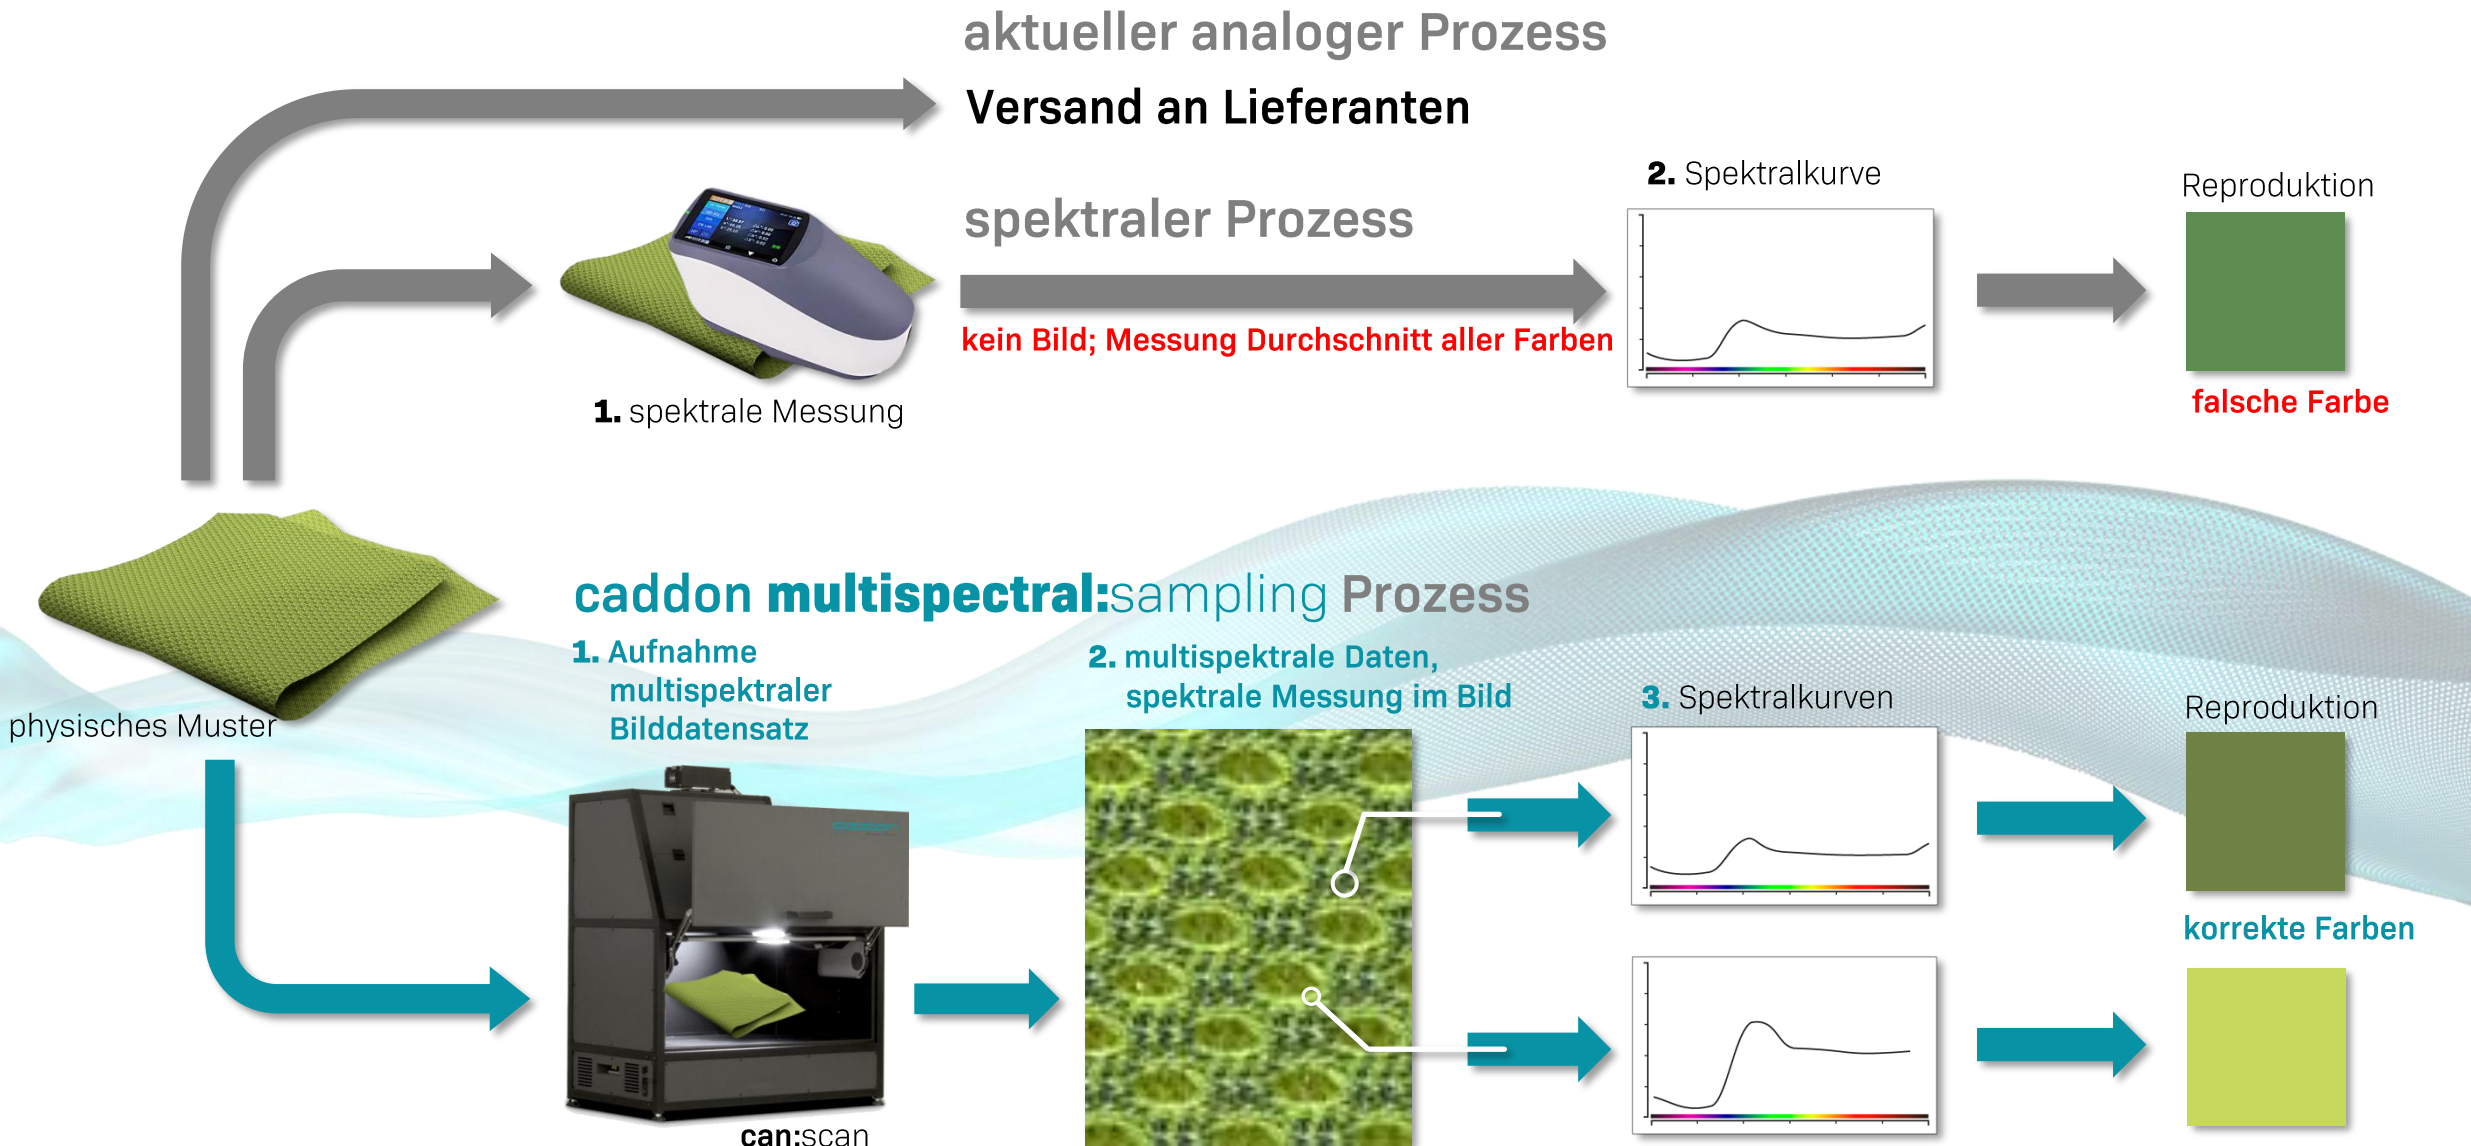 aktueller analoger Prozess
Versand an Lieferanten
spektraler Prozess
kein Bild; Messung Durchschnitt aller Farben
1. spektrale Messung
2. Spektralkurve
Reproduktion
falsche Farbe
physisches Muster
caddon multispectral:sampling Prozess
1. Aufnahme
multispektraler
Bilddatensatz
2. multispektrale Daten,
spektrale Messung im Bild
3. Spektralkurven
Reproduktion
korrekte Farben
caddon
can:scan